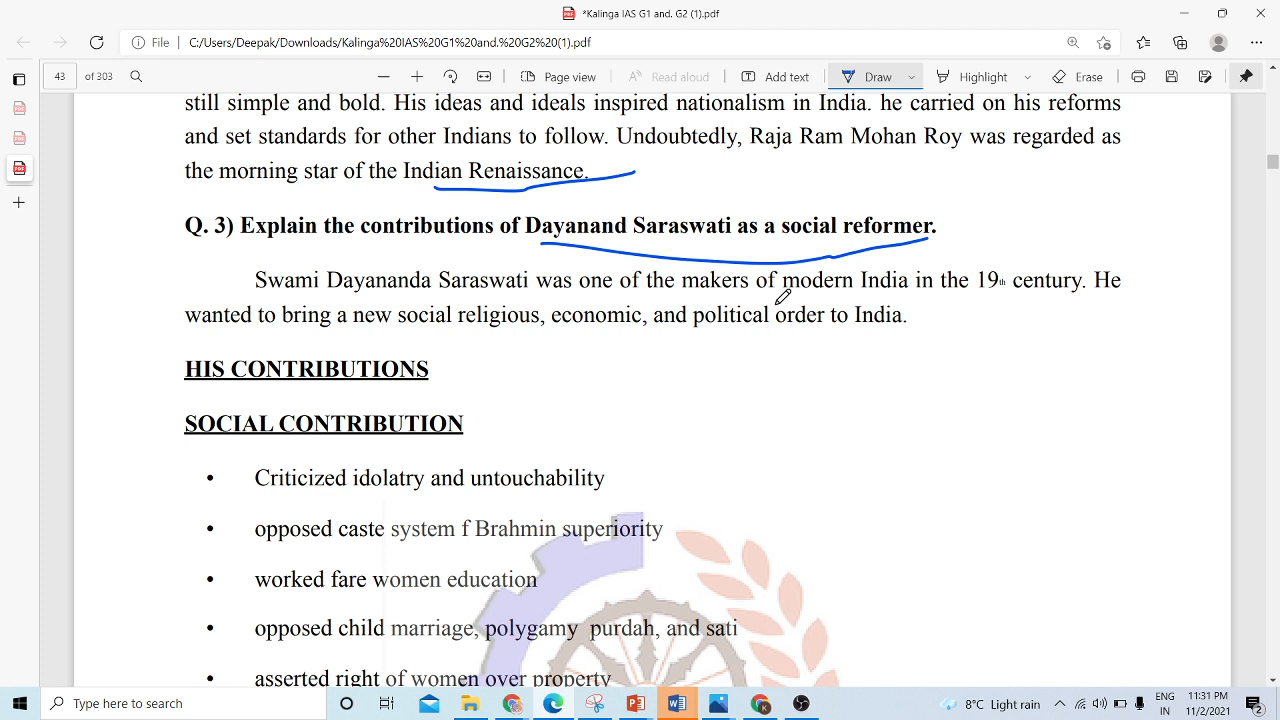 *Kalinga IAS G1 and. G2 (1).pdf
File C:/Users/Deepak/Downloads/Kalinga%20IAS%20G1%20and.%20G2%20(1).pdf
43 of 303 Page view Read aloud Add text Draw Highlight Erase
still simple and bold. His ideas and ideals inspired nationalism in India. he carried on his reforms
and set standards for other Indians to follow. Undoubtedly, Raja Ram Mohan Roy was regarded as
the morning star of the Indian Renaissance.
Q. 3) Explain the contributions of Dayanand Saraswati as a social reformer.
Swami Dayananda Saraswati was one of the makers of modern India in the 19th century. He
wanted to bring a new social religious, economic, and political order to India.
HIS CONTRIBUTIONS
SOCIAL CONTRIBUTION
• Criticized idolatry and untouchability
• opposed caste system f Brahmin superiority
• worked fare women education
• opposed child marriage, polygamy purdah, and sati
• asserted right of women over property
Type here to search 8°C Light rain ENG 11:31 PM
IN 11/2/2021 2